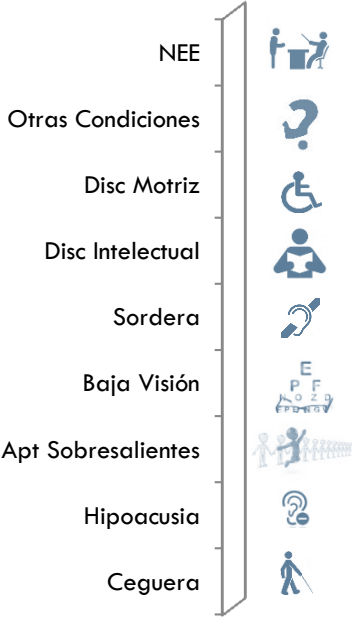 NEE
Otras Condiciones
Disc Motriz
Disc Intelectual
Sordera
Baja Visión
E
P F
Apt Sobresalientes
Hipoacusia
Ceguera